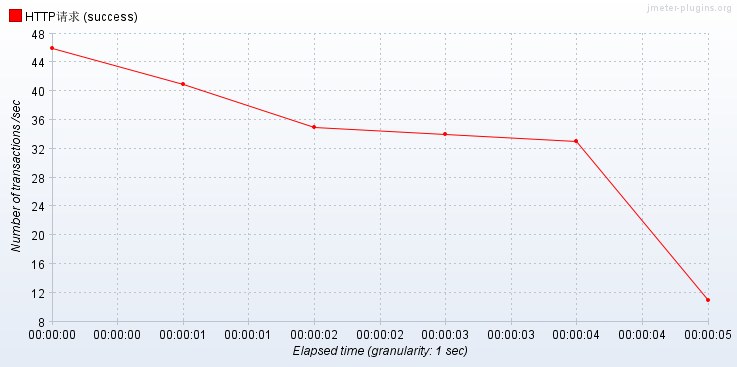 jmeter-plugins.org
HTTP请求 (success)
48
44
40
36
32
28
24
20
16
12
8
Number of transactions /sec
00:00:00 00:00:00 00:00:01 00:00:01 00:00:02 00:00:02 00:00:03 00:00:03 00:00:04 00:00:04 00:00:05
Elapsed time (granularity: 1 sec)